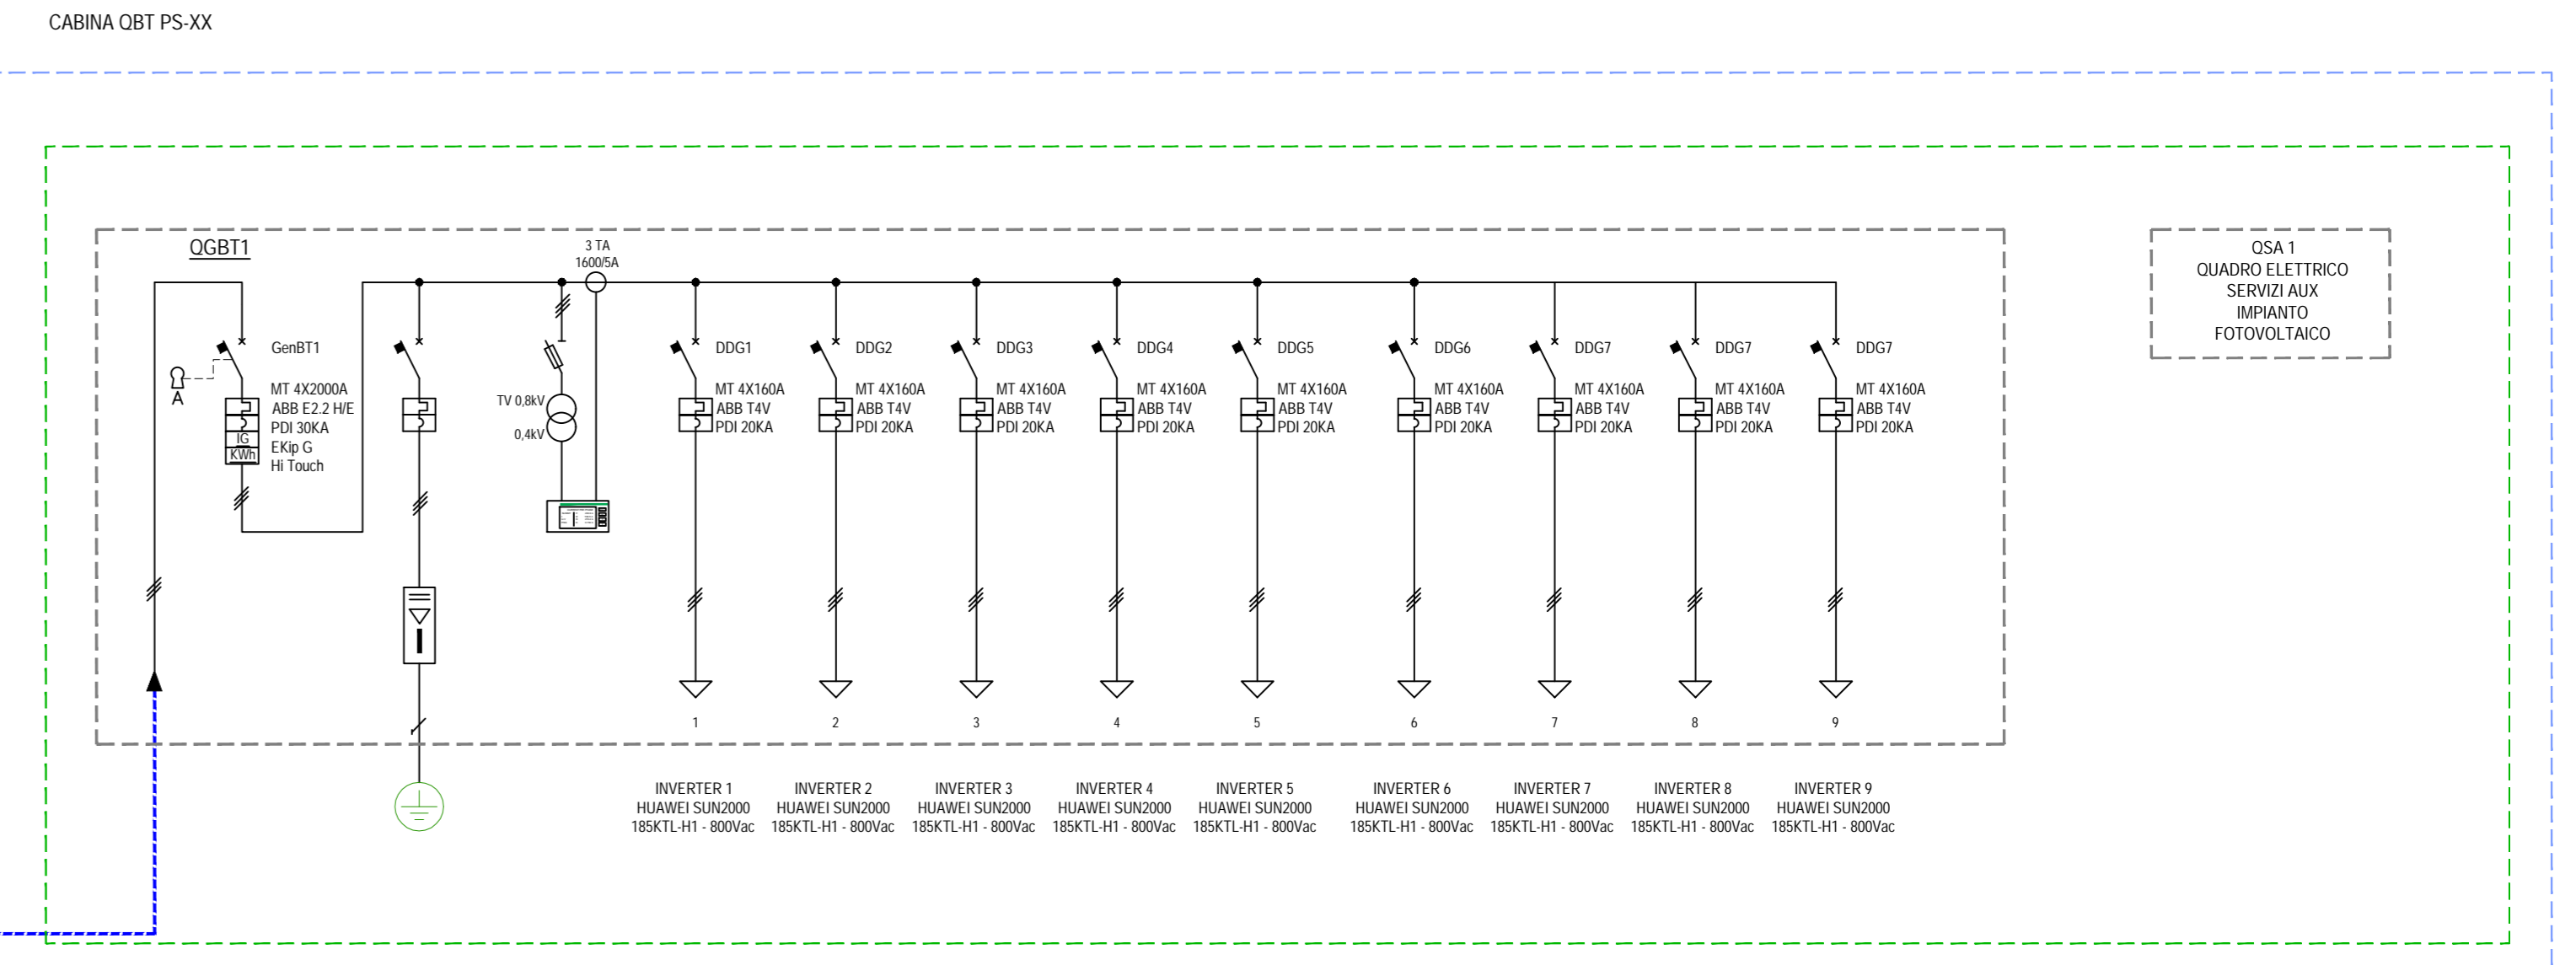 CABINA QBT PS-XX
QGBT1
3 TA
1600/5A
GenBT1
A
MT 4X2000A
ABB E2.2 H/E
PDI 30KA
EKip G
Hi Touch
IG
KWh
TV 0,8kV
0,4kV
DDG1
MT 4X160A
ABB T4V
PDI 20KA
DDG2
MT 4X160A
ABB T4V
PDI 20KA
DDG3
MT 4X160A
ABB T4V
PDI 20KA
DDG4
MT 4X160A
ABB T4V
PDI 20KA
DDG5
MT 4X160A
ABB T4V
PDI 20KA
DDG6
MT 4X160A
ABB T4V
PDI 20KA
DDG7
MT 4X160A
ABB T4V
PDI 20KA
DDG7
MT 4X160A
ABB T4V
PDI 20KA
DDG7
MT 4X160A
ABB T4V
PDI 20KA
QSA 1
QUADRO ELETTRICO
SERVIZI AUX
IMPIANTO
FOTOVOLTAICO
1
2
3
4
5
6
7
8
9
INVERTER 1
HUAWEI SUN2000
185KTL-H1 - 800Vac
INVERTER 2
HUAWEI SUN2000
185KTL-H1 - 800Vac
INVERTER 3
HUAWEI SUN2000
185KTL-H1 - 800Vac
INVERTER 4
HUAWEI SUN2000
185KTL-H1 - 800Vac
INVERTER 5
HUAWEI SUN2000
185KTL-H1 - 800Vac
INVERTER 6
HUAWEI SUN2000
185KTL-H1 - 800Vac
INVERTER 7
HUAWEI SUN2000
185KTL-H1 - 800Vac
INVERTER 8
HUAWEI SUN2000
185KTL-H1 - 800Vac
INVERTER 9
HUAWEI SUN2000
185KTL-H1 - 800Vac